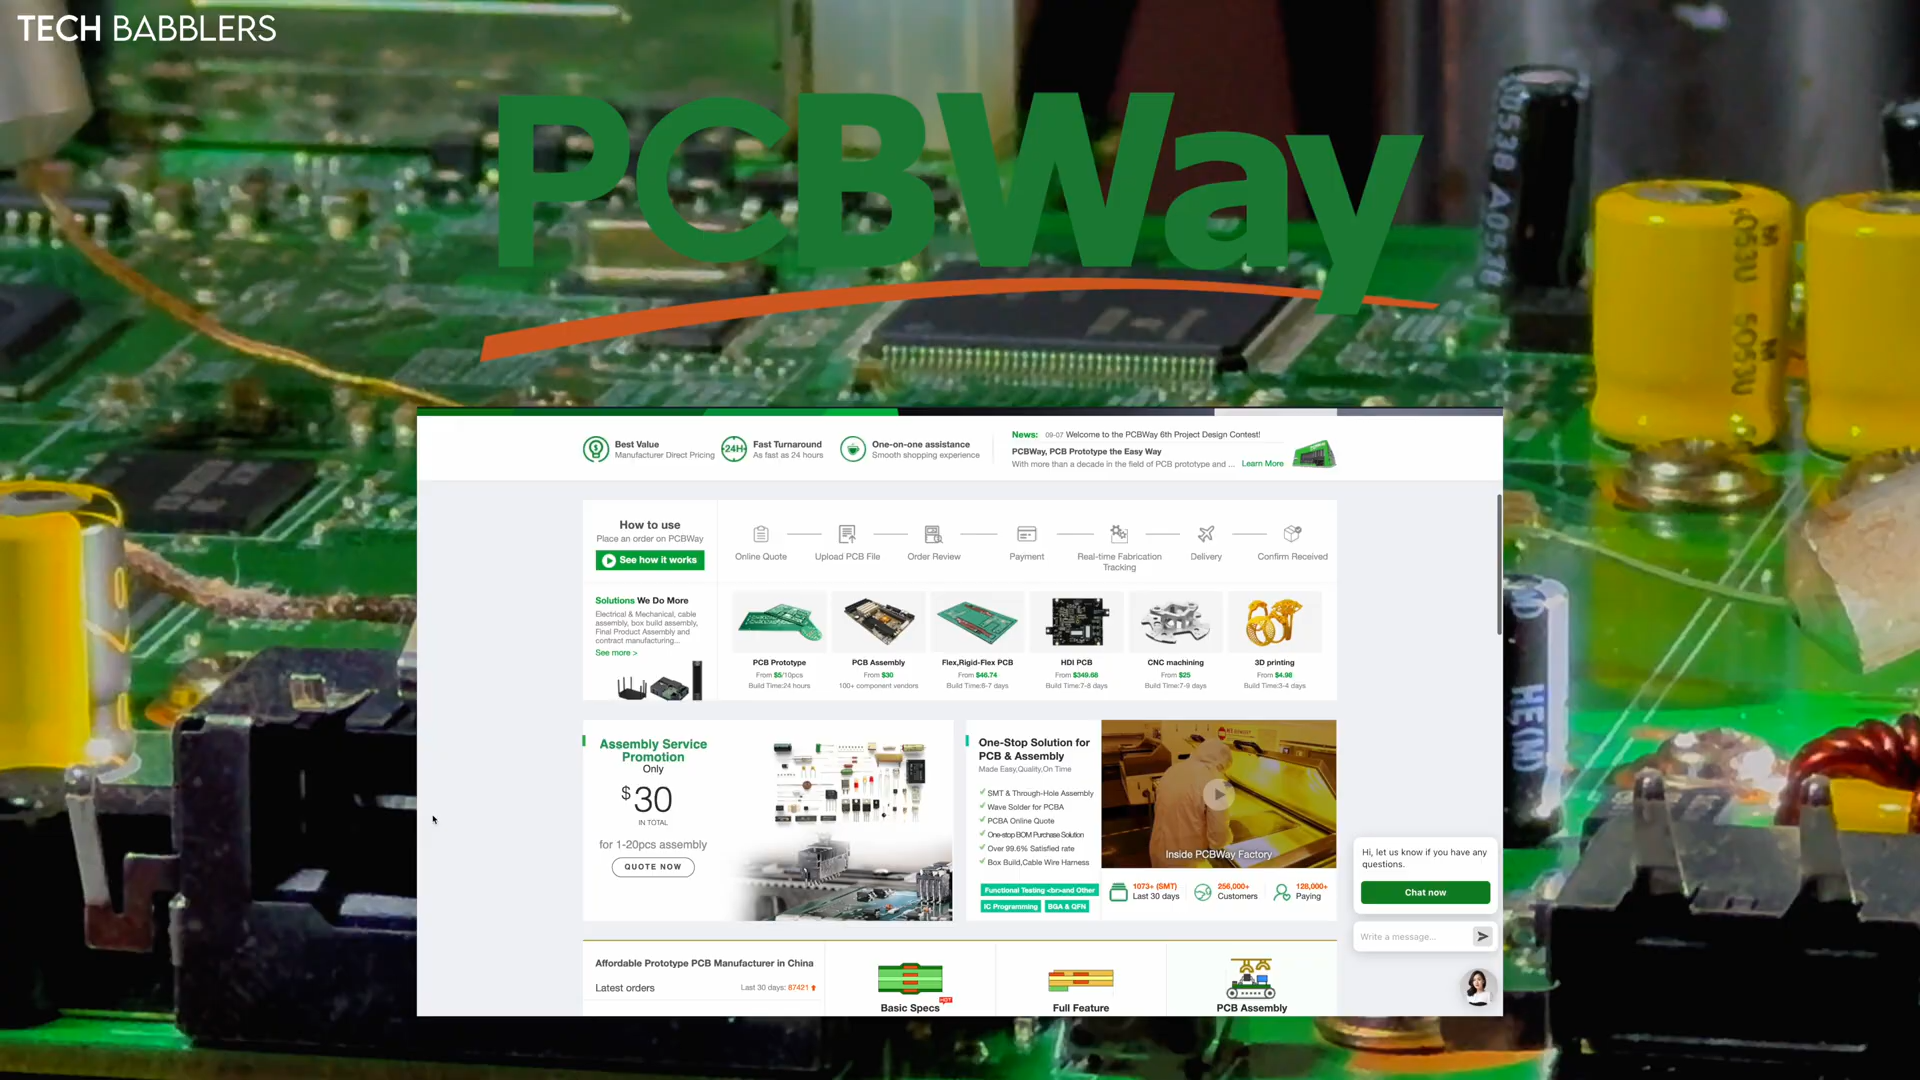 TECH BABBLERS
PCBWay
Best Value
Manufacturer Direct Pricing
24H
Fast Turnaround
As fast as 24 hours
One-on-one assistance
Smooth shopping experience
News: 09-07 Welcome to the PCBWay 6th Project Design Contest!
PCBWay, PCB Prototype the Easy Way
With more than a decade in the field of PCB prototype and ... Learn More
How to use
Place an order on PCBWay
See how it works
Online Quote
Upload PCB File
Order Review
Payment
Real-time Fabrication
Tracking
Delivery
Confirm Received
Solutions We Do More
Electrical & Mechanical, cable
assembly, box build assembly,
Final Product Assembly and
contract manufacturing...
See more >
PCB Prototype
From $5/10pcs
Build Time:24 hours
PCB Assembly
From $30
100+ component vendors
Flex,Rigid-Flex PCB
From $46.74
Build Time:6-7 days
HDI PCB
From $349.68
Build Time:7-8 days
CNC machining
From $25
Build Time:7-9 days
3D printing
From $4.98
Build Time:3-4 days
Assembly Service
Promotion
Only
$30
IN TOTAL
for 1-20pcs assembly
QUOTE NOW
One-Stop Solution for
PCB & Assembly
Made Easy,Quality,On Time
SMT & Through-Hole Assembly
Wave Solder for PCBA
PCBA Online Quote
One-stop BOM Purchase Solution
Over 99.6% Satisfied rate
Box Build,Cable Wire Harness
Functional Testing <br>and Other
IC Programming
BGA & QFN
Inside PCBWay Factory
1073+ (SMT)
Last 30 days
256,000+
Customers
128,000+
Paying
Hi, let us know if you have any
questions.
Chat now
Write a message...
Affordable Prototype PCB Manufacturer in China
Latest orders
Last 30 days: 87421
Basic Specs
HOT
Full Feature
PCB Assembly